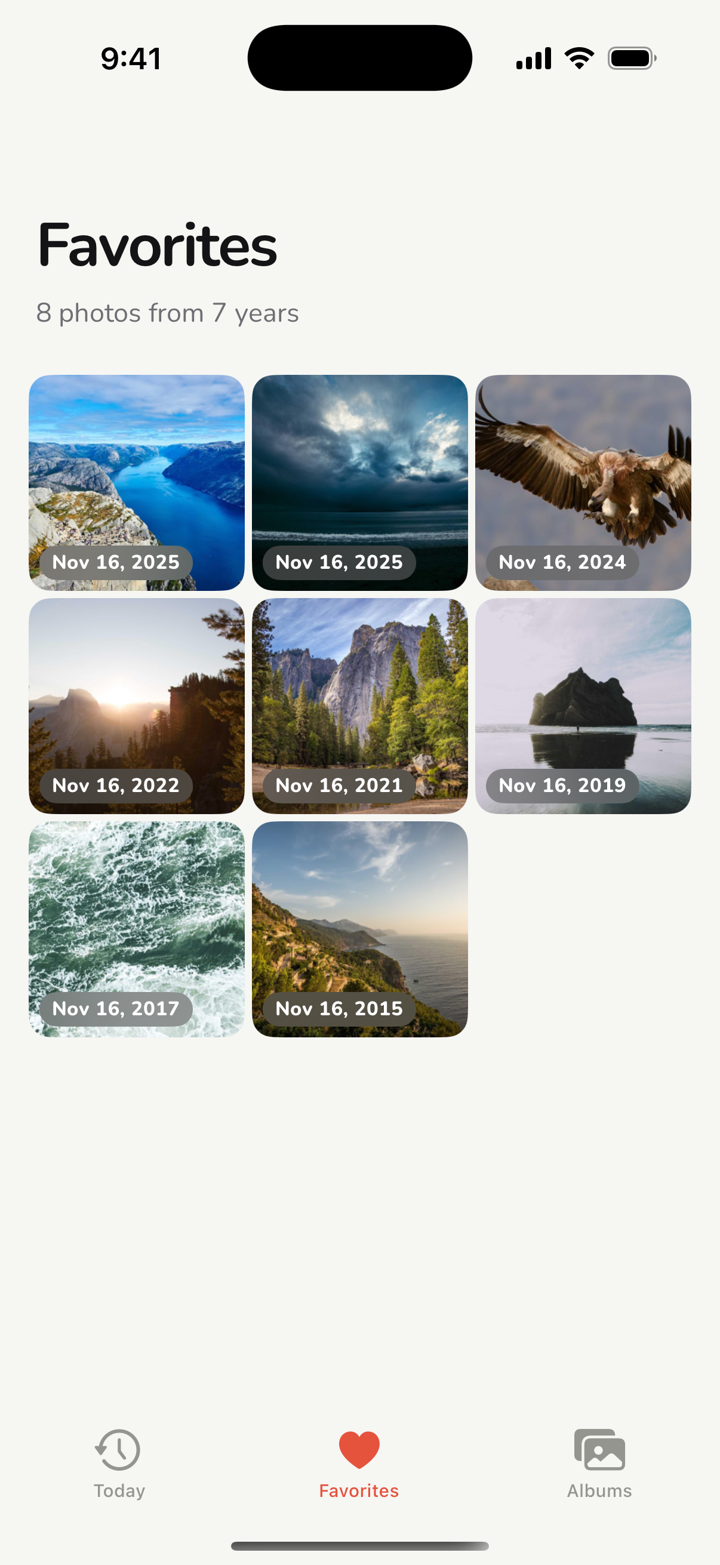 9:41
Favorites
8 photos from 7 years
Nov 16, 2025
Nov 16, 2025
Nov 16, 2024
Nov 16, 2022
Nov 16, 2021
Nov 16, 2019
Nov 16, 2017
Nov 16, 2015
Today
Favorites
Albums